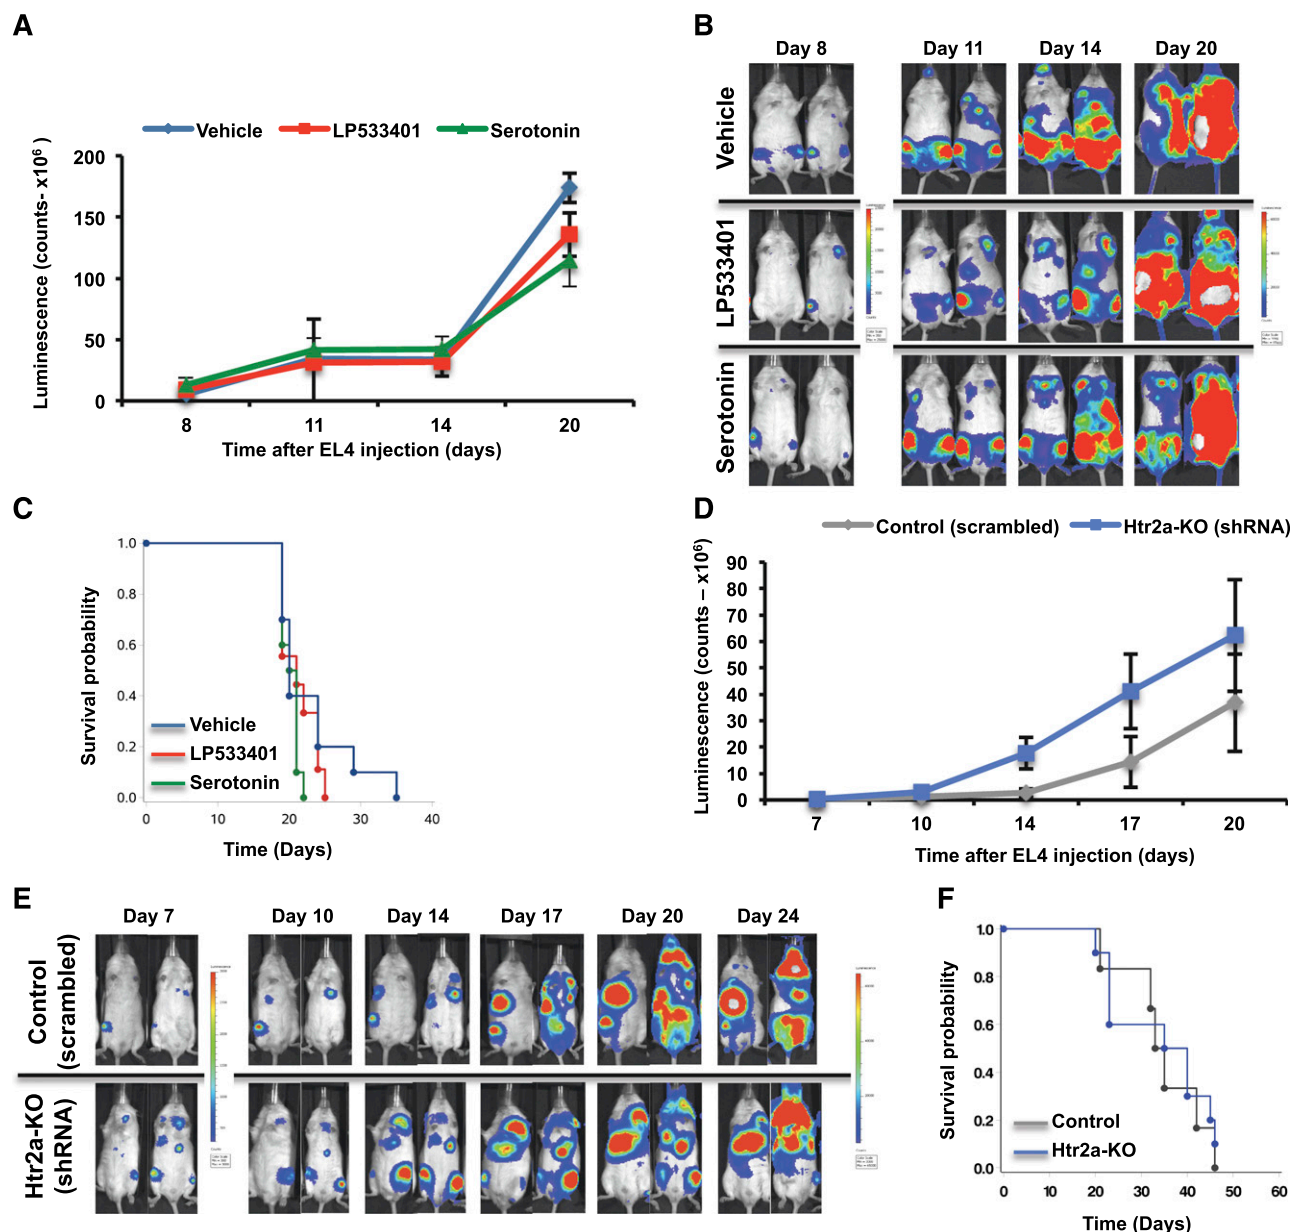 A
Vehicle LP533401 Serotonin
Luminescence (counts- x10⁶ )
200
150
100
50
0
8 11 14 20
Time after EL4 injection (days)
B
Day 8 Day 11 Day 14 Day 20
Vehicle
LP533401
Serotonin
C
Survival probability
1.0
0.8
0.6
0.4
0.2
0.0
Vehicle
LP533401
Serotonin
0 10 20 30 40
Time (Days)
D
Control (scrambled) Htr2a-KO (shRNA)
Luminescence (counts – x10⁶)
90
80
70
60
50
40
30
20
10
0
7 10 14 17 20
Time after EL4 injection (days)
E
Day 7 Day 10 Day 14 Day 17 Day 20 Day 24
Control
(scrambled)
Htr2a-KO
(shRNA)
F
Survival probability
1.0
0.8
0.6
0.4
0.2
0.0
Control
Htr2a-KO
0 10 20 30 40 50 60
Time (Days)